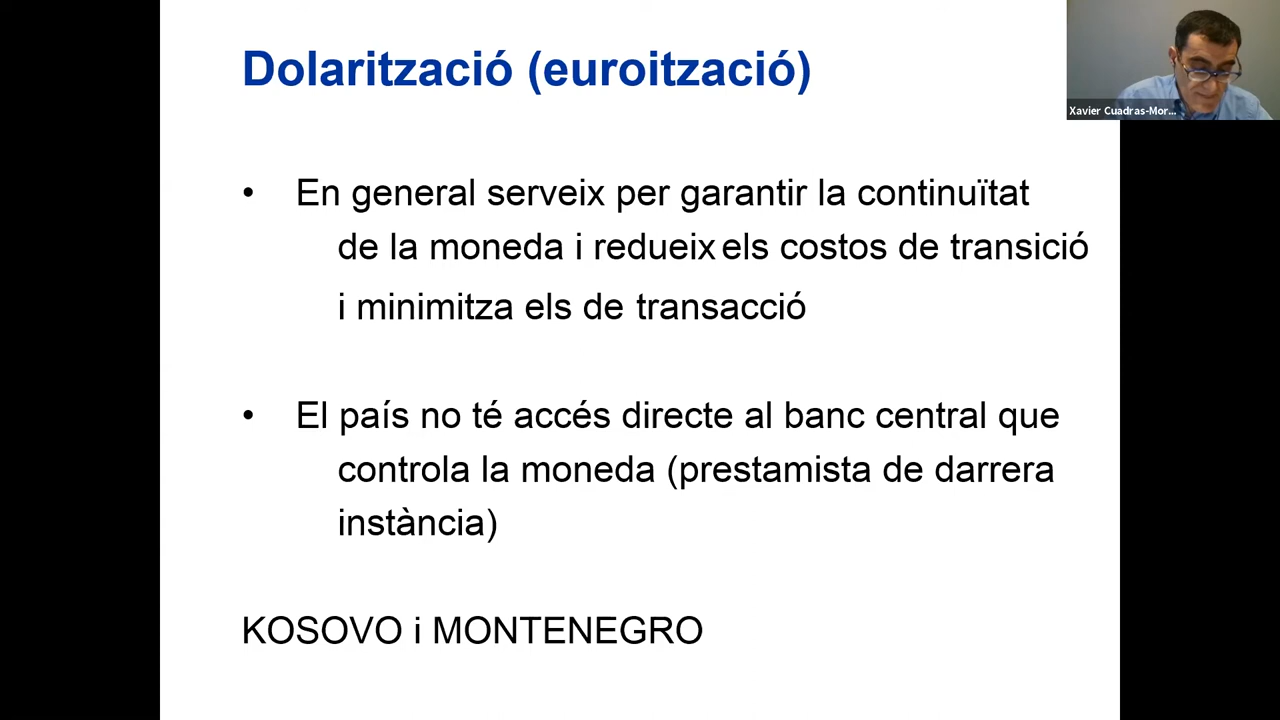 Dolarització (euroització)
Xavier Cuadras-Mor...
• En general serveix per garantir la continuïtat
de la moneda i redueix els costos de transició
i minimitza els de transacció
• El país no té accés directe al banc central que
controla la moneda (prestamista de darrera
instància)
KOSOVO i MONTENEGRO